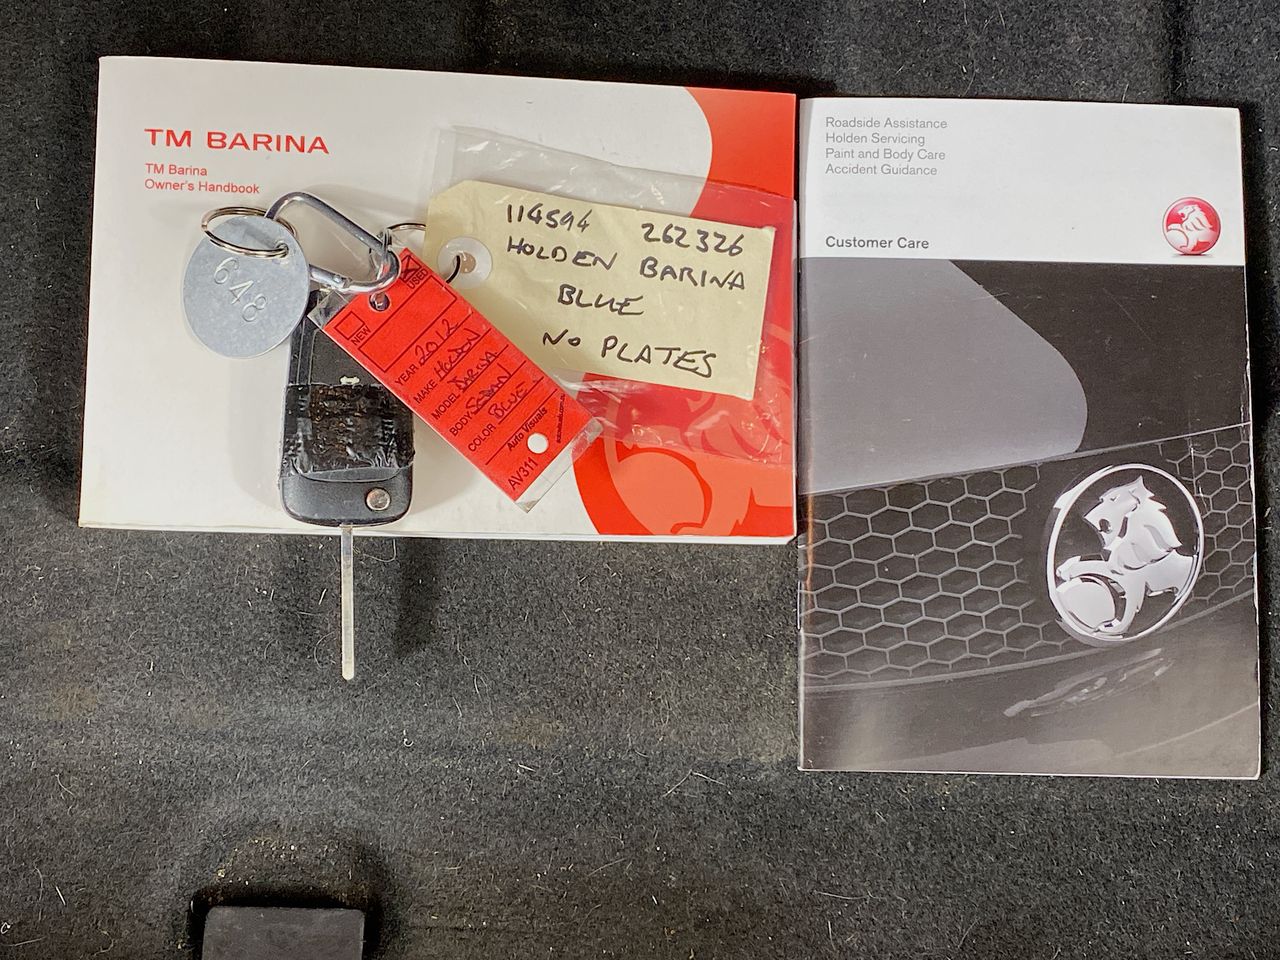 TM BARINA
TM Barina
Owner's Handbook
648
114594 262326
HOLDEN BARINA
BLUE
NO PLATES
NEW USED
YEAR 2012
MAKE HOLDEN
MODEL BARINA
BODY SEDAN
COLOR BLUE
Auto Visuals
AV311
Roadside Assistance
Holden Servicing
Paint and Body Care
Accident Guidance
Customer Care